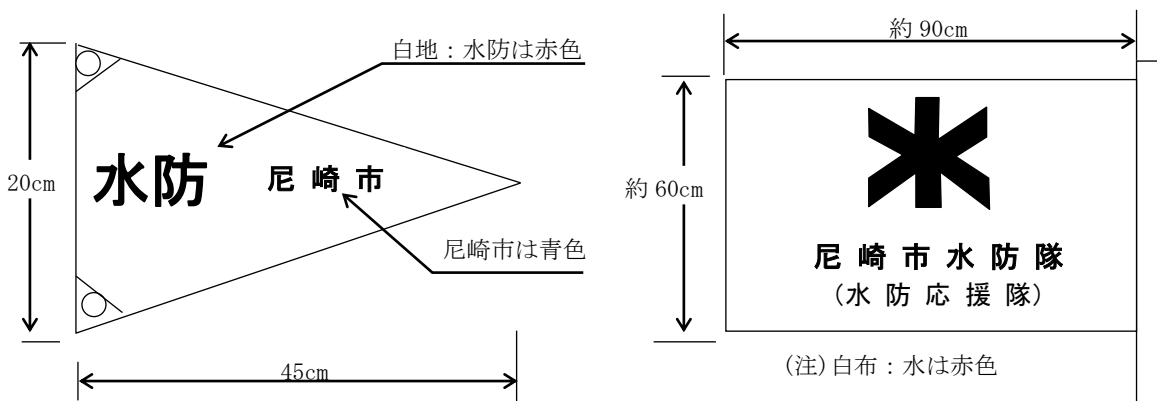 白地：水防は赤色
20cm
水防
尼崎市
尼崎市は青色
45cm
約 90cm
約 60cm
尼崎市水防隊
（水防応援隊）
(注)白布：水は赤色